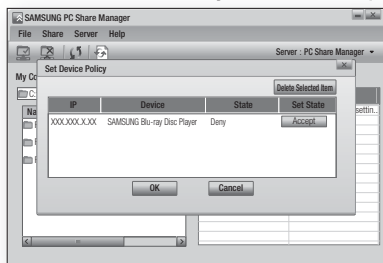 SAMSUNG PC Share Manager
File Share Server Help
Server : PC Share Manager
Set Device Policy
My Co
Delete Selected Item
C:
IP Device State Set State
Na
settin..
XXX.XXX.X.XX SAMSUNG Blu-ray Disc Player Deny Accept
OK Cancel